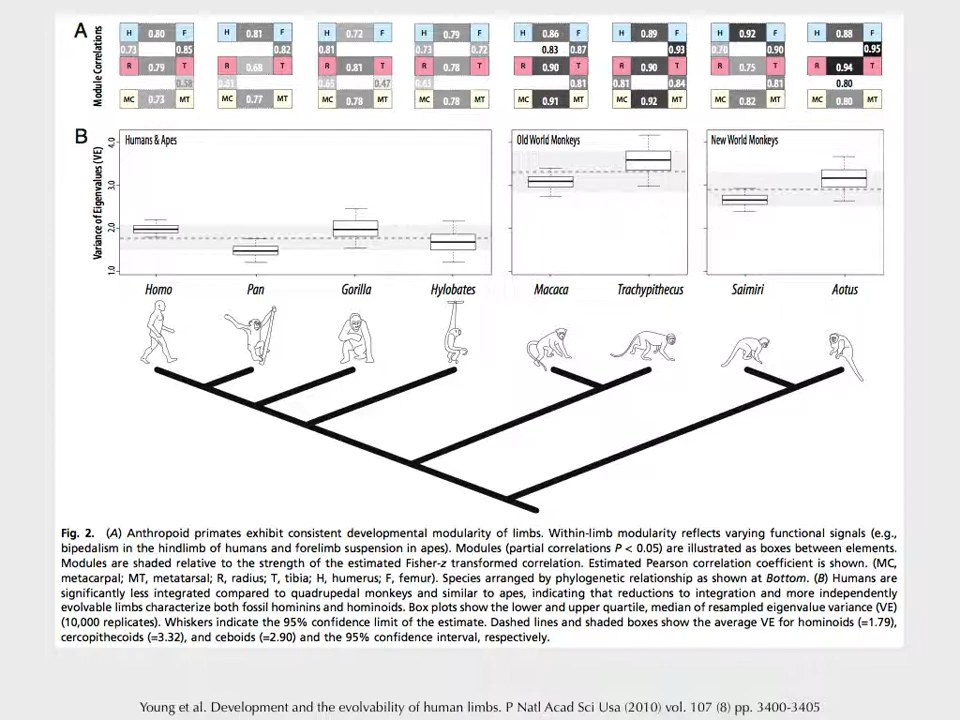 A
Module Correlations
H 0.80 F H 0.81 F H 0.72 F H 0.79 F H 0.86 F H 0.89 F H 0.92 F H 0.88 F
0.73 0.85 0.82 0.81 0.73 0.72 0.83 0.87 0.93 0.70 0.90 0.95
R 0.79 T R 0.68 T R 0.81 T R 0.78 T R 0.90 T R 0.90 T R 0.75 T R 0.94 T
0.58 0.47 0.63 0.81 0.81 0.84 0.81 0.80
MC 0.73 MT MC 0.77 MT MC 0.78 MT MC 0.78 MT MC 0.91 MT MC 0.92 MT MC 0.82 MT MC 0.80 MT
B
Variance of Eigenvalues (VE)
4.0
3.0
2.0
1.0
Humans & Apes Old World Monkeys New World Monkeys
Homo Pan Gorilla Hylobates Macaca Trachypithecus Saimiri Aotus
Fig. 2. (A) Anthropoid primates exhibit consistent developmental modularity of limbs. Within-limb modularity reflects varying functional signals (e.g.,
bipedalism in the hindlimb of humans and forelimb suspension in apes). Modules (partial correlations P < 0.05) are illustrated as boxes between elements.
Modules are shaded relative to the strength of the estimated Fisher-z transformed correlation. Estimated Pearson correlation coefficient is shown. (MC,
metacarpal; MT, metatarsal; R, radius; T, tibia; H, humerus; F, femur). Species arranged by phylogenetic relationship as shown at Bottom. (B) Humans are
significantly less integrated compared to quadrupedal monkeys and similar to apes, indicating that reductions to integration and more independently
evolvable limbs characterize both fossil hominins and hominoids. Box plots show the lower and upper quartile, median of resampled eigenvalue variance (VE)
(10,000 replicates). Whiskers indicate the 95% confidence limit of the estimate. Dashed lines and shaded boxes show the average VE for hominoids (=1.79),
cercopithecoids (=3.32), and ceboids (=2.90) and the 95% confidence interval, respectively.
Young et al. Development and the evolvability of human limbs. P Natl Acad Sci Usa (2010) vol. 107 (8) pp. 3400-3405